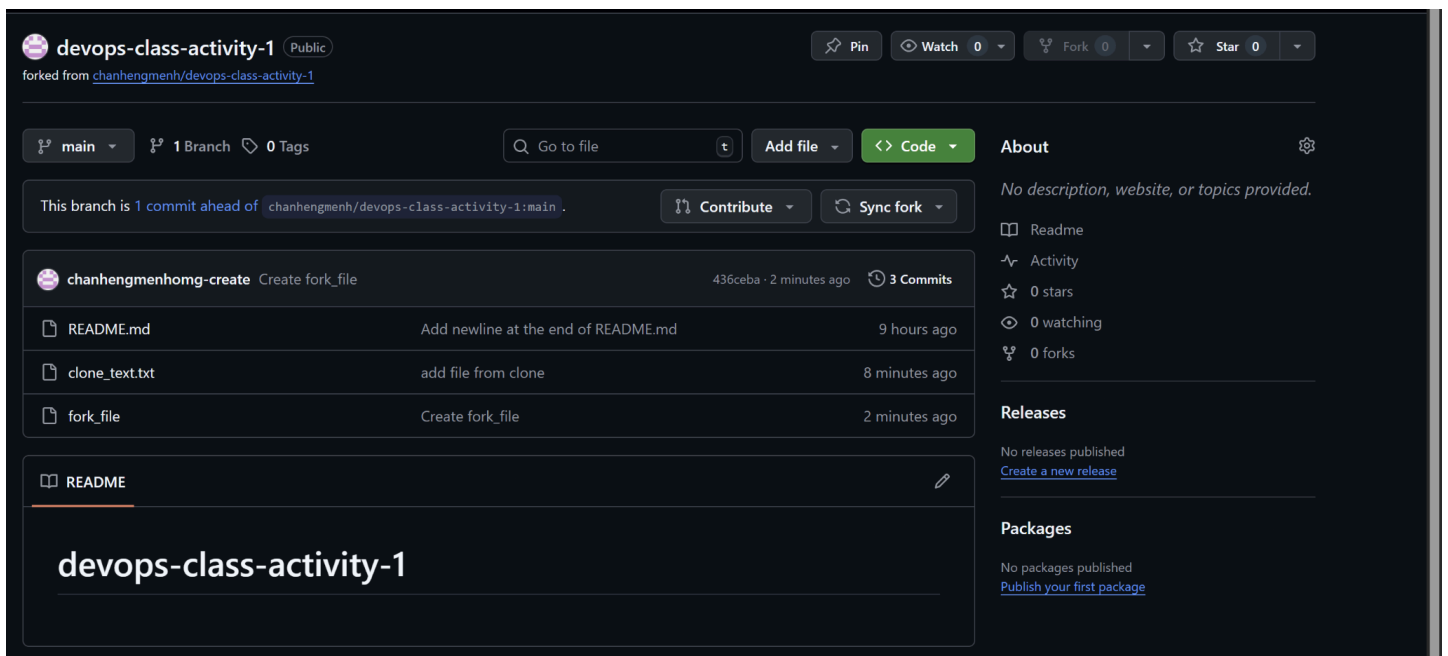 devops-class-activity-1 Public
Pin Watch 0 Fork 0 Star 0
forked from chanhengmenh/devops-class-activity-1
main 1 Branch 0 Tags Go to file t Add file Code
This branch is 1 commit ahead of chanhengmenh/devops-class-activity-1:main . Contribute Sync fork
chanhengmenhomg-create Create fork_file 436ceba · 2 minutes ago 3 Commits
README.md Add newline at the end of README.md 9 hours ago
clone_text.txt add file from clone 8 minutes ago
fork_file Create fork_file 2 minutes ago
README
devops-class-activity-1
About
No description, website, or topics provided.
Readme
Activity
0 stars
0 watching
0 forks
Releases
No releases published
Create a new release
Packages
No packages published
Publish your first package